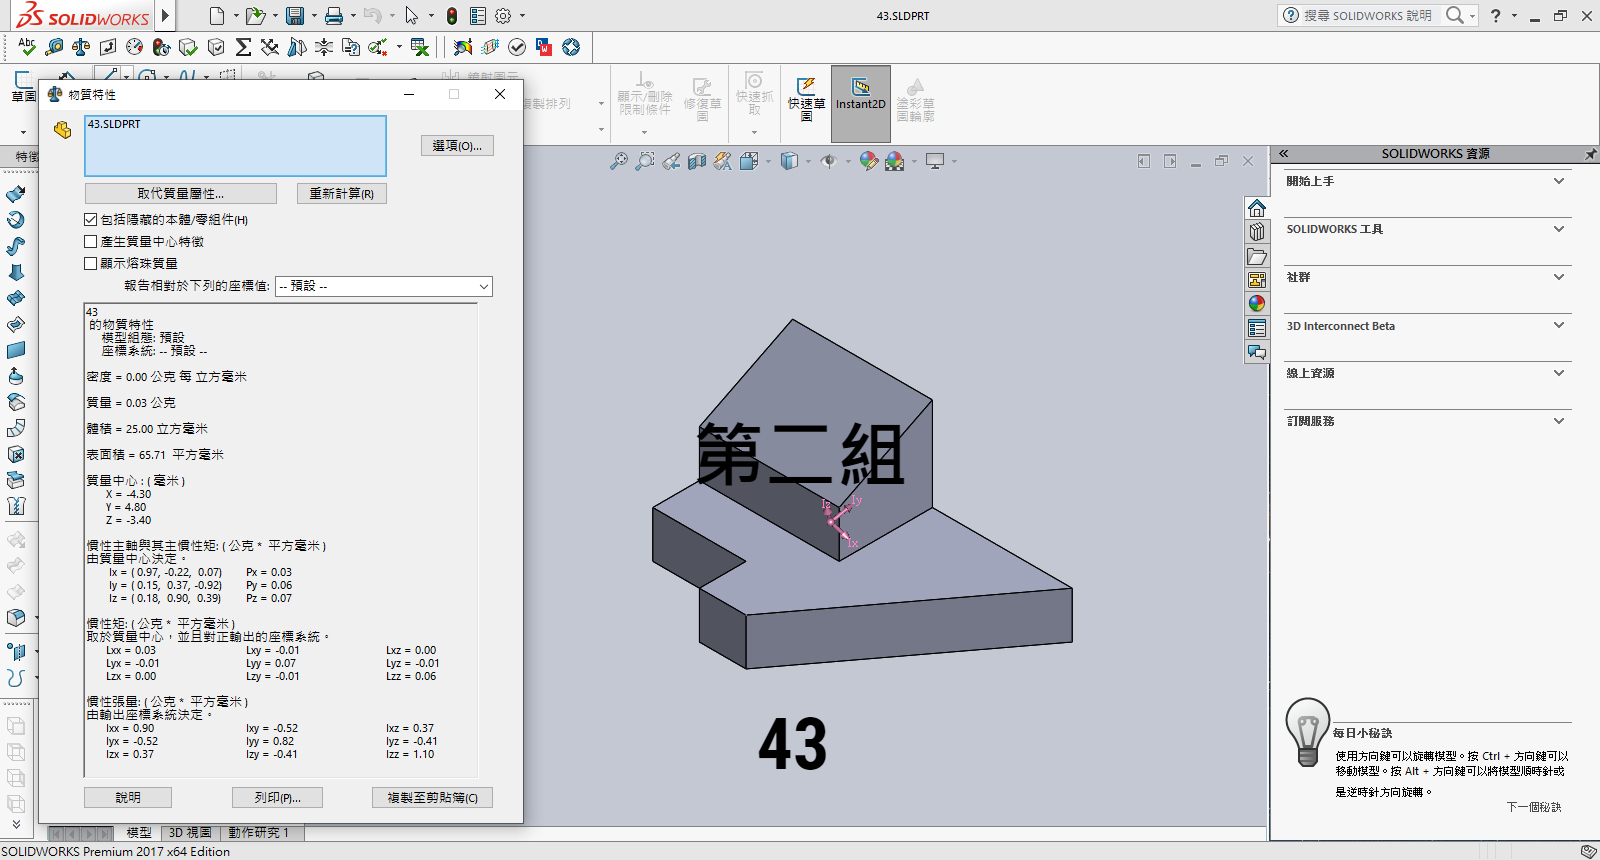 SOLIDWORKS
43.SLDPRT
搜尋 SOLIDWORKS 說明
?
Abc
草圖
複製排列
顯示/刪除限制條件
修復草圖
快速抓取
快速草圖
Instant2D
塗彩草圖輪廓
特徵
物質特性
43.SLDPRT
選項(O)...
取代質量屬性...
重新計算(R)
包括隱藏的本體/零組件(H)
產生質量中心特徵
顯示熔珠質量
報告相對於下列的座標值:
-- 預設 --
43
的物質特性
模型組態: 預設
座標系統: -- 預設 --
密度 = 0.00 公克 每 立方毫米
質量 = 0.03 公克
體積 = 25.00 立方毫米
表面積 = 65.71 平方毫米
質量中心 : ( 毫米 )
X = -4.30
Y = 4.80
Z = -3.40
慣性主軸與其主慣性矩: ( 公克 * 平方毫米 )
由質量中心決定。
Ix = ( 0.97, -0.22, 0.07) Px = 0.03
Iy = ( 0.15, 0.37, -0.92) Py = 0.06
Iz = ( 0.18, 0.90, 0.39) Pz = 0.07
慣性矩: ( 公克 * 平方毫米 )
取於質量中心，並且對正輸出的座標系統。
Lxx = 0.03 Lxy = -0.01 Lxz = 0.00
Lyx = -0.01 Lyy = 0.07 Lyz = -0.01
Lzx = 0.00 Lzy = -0.01 Lzz = 0.06
慣性張量: ( 公克 * 平方毫米 )
由輸出座標系統決定。
Ixx = 0.90 Ixy = -0.52 Ixz = 0.37
Iyx = -0.52 Iyy = 0.82 Iyz = -0.41
Izx = 0.37 Izy = -0.41 Izz = 1.10
說明
列印(P)...
複製至剪貼簿(C)
第二組
Iz
Iy
Ix
43
SOLIDWORKS 資源
開始上手
SOLIDWORKS 工具
社群
3D Interconnect Beta
線上資源
訂閱服務
每日小秘訣
使用方向鍵可以旋轉模型。按 Ctrl + 方向鍵可以
移動模型。按 Alt + 方向鍵可以將模型順時針或
是逆時針方向旋轉。
下一個秘訣
模型
3D 視圖
動作研究 1
SOLIDWORKS Premium 2017 x64 Edition